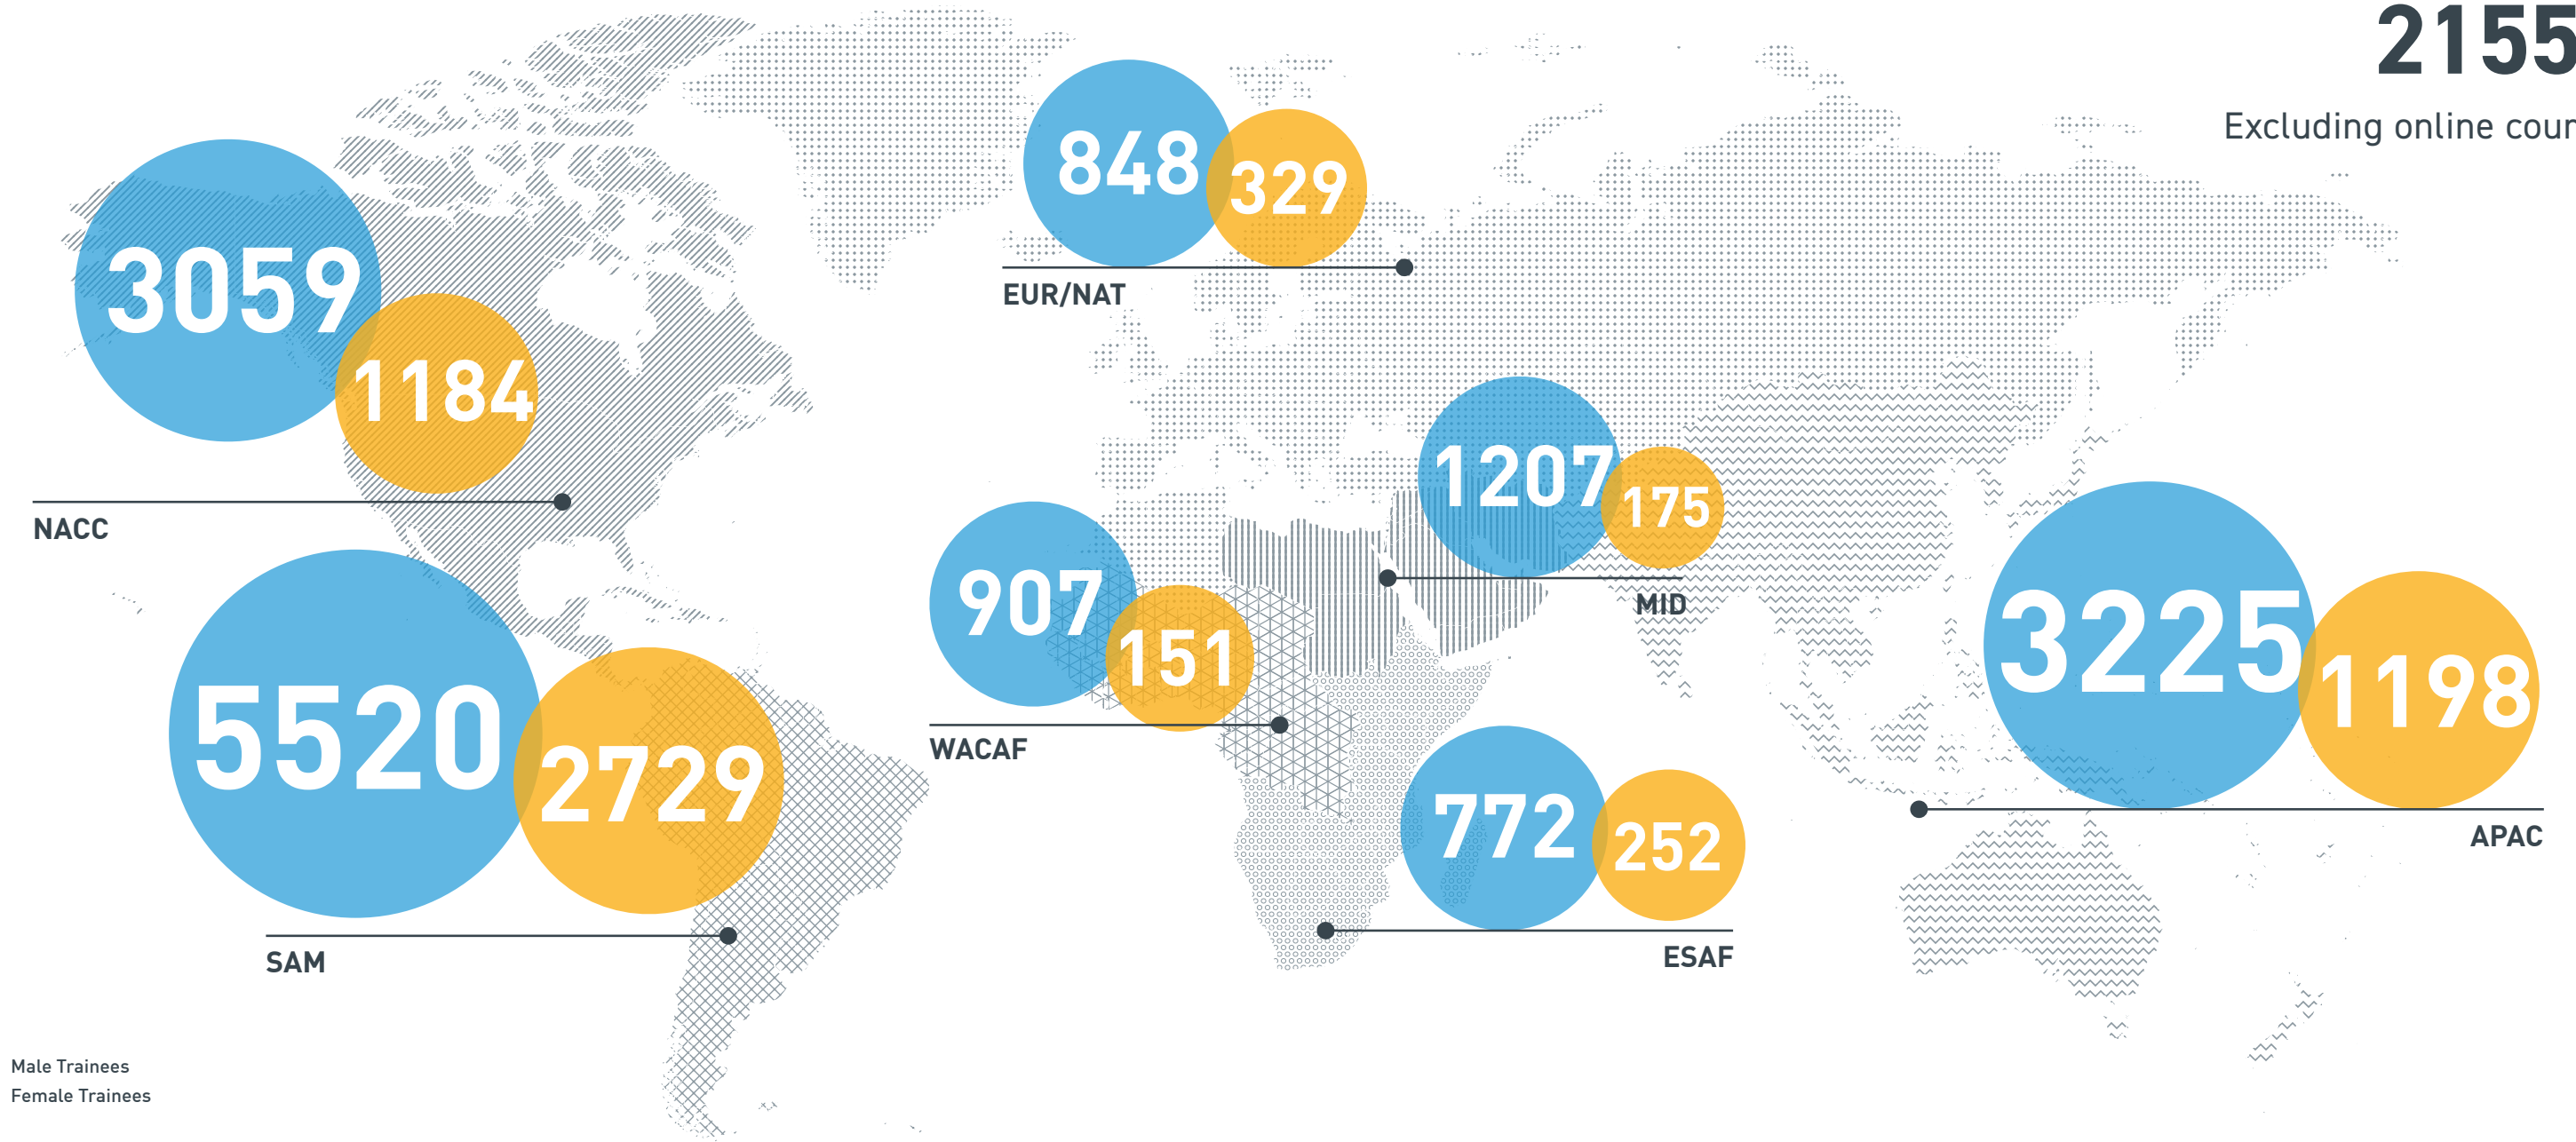 2155
Excluding online cour
848
329
EUR/NAT
3059
1184
NACC
1207
175
MID
907
151
WACAF
3225
1198
APAC
5520
2729
SAM
772
252
ESAF
Male Trainees
Female Trainees